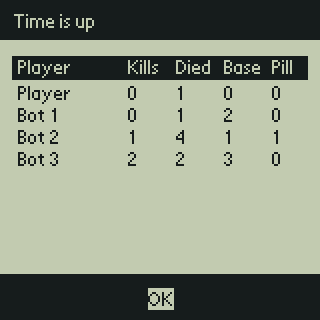 Time is up
Player Kills Died Base Pill
Player 0 1 0 0
Bot 1 0 1 2 0
Bot 2 1 4 1 1
Bot 3 2 2 3 0
OK